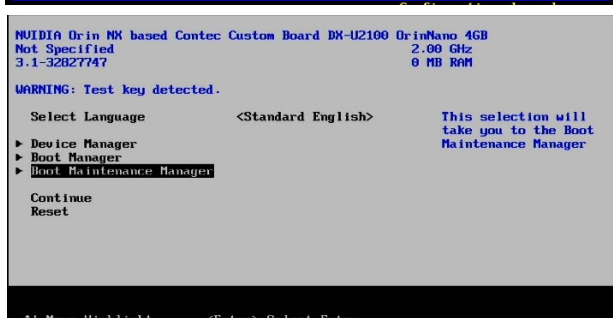 NVIDIA Orin NX based Contec Custom Board DX-U2100 OrinNano 4GB
Not Specified 2.00 GHz
3.1-32827747 0 MB RAM
WARNING: Test key detected.
Select Language <Standard English> This selection will
take you to the Boot
▶ Device Manager Maintenance Manager
▶ Boot Manager
▶ Boot Maintenance Manager
Continue
Reset